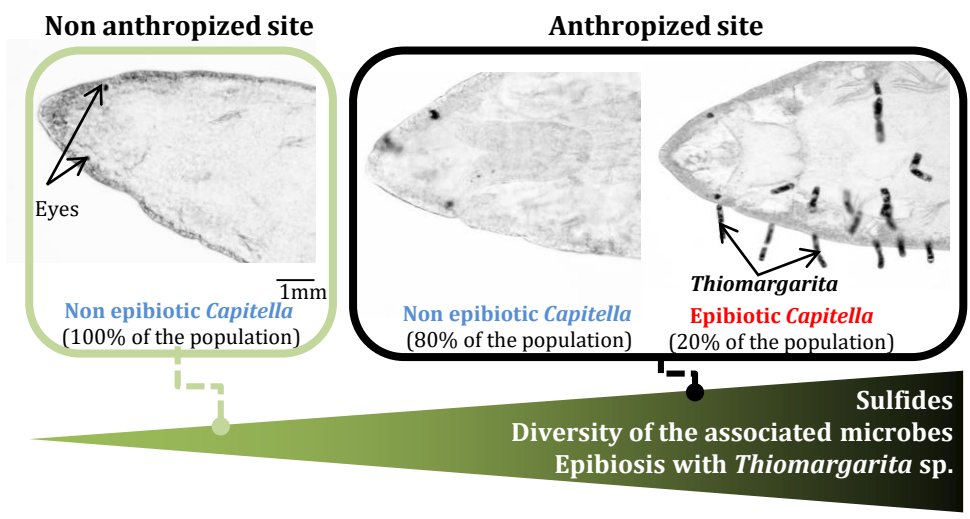 Non anthropized site
Anthropized site
Eyes
1mm
Thiomargarita
Non epibiotic Capitella
(100% of the population)
Non epibiotic Capitella
(80% of the population)
Epibiotic Capitella
(20% of the population)
Sulfides
Diversity of the associated microbes
Epibiosis with Thiomargarita sp.